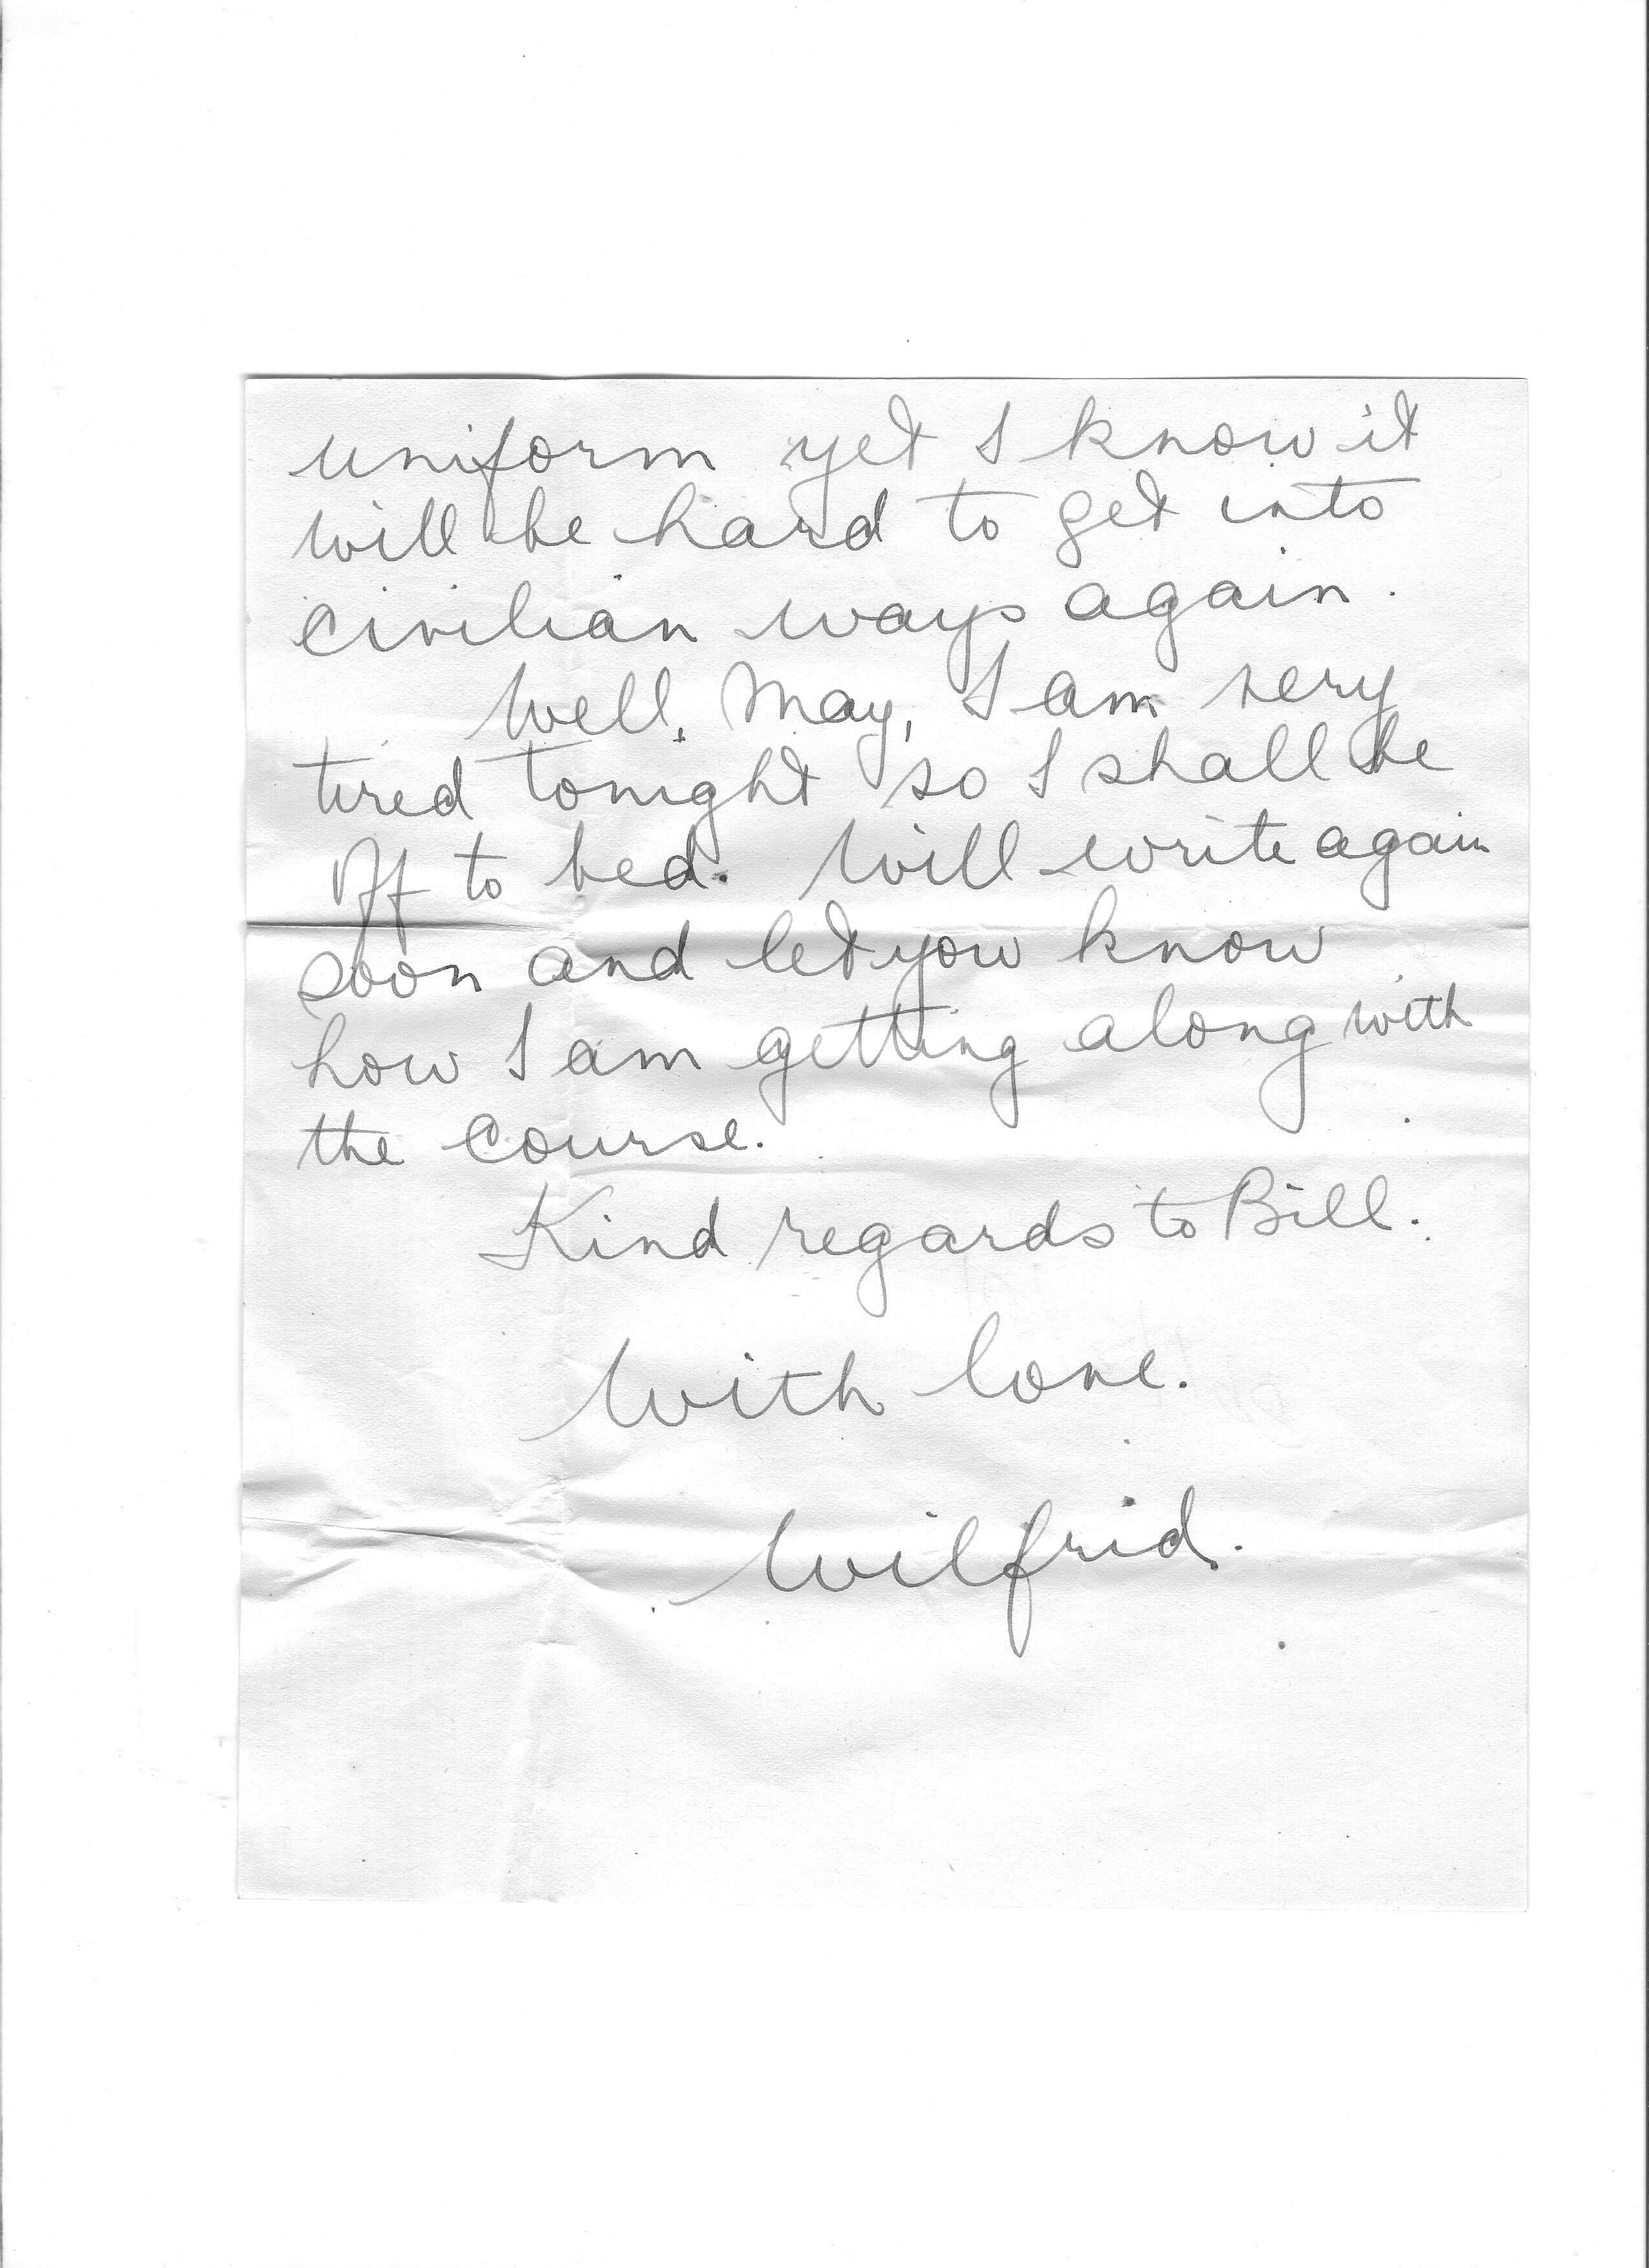 uniform yet I know it
will be hard to get into
civilian ways again.
Well, May, I am very
tired tonight so I shall be
off to bed. Will write again
soon and let you know
how I am getting along with
the course.
Kind regards to Bill.
With love.
Wilfrid.